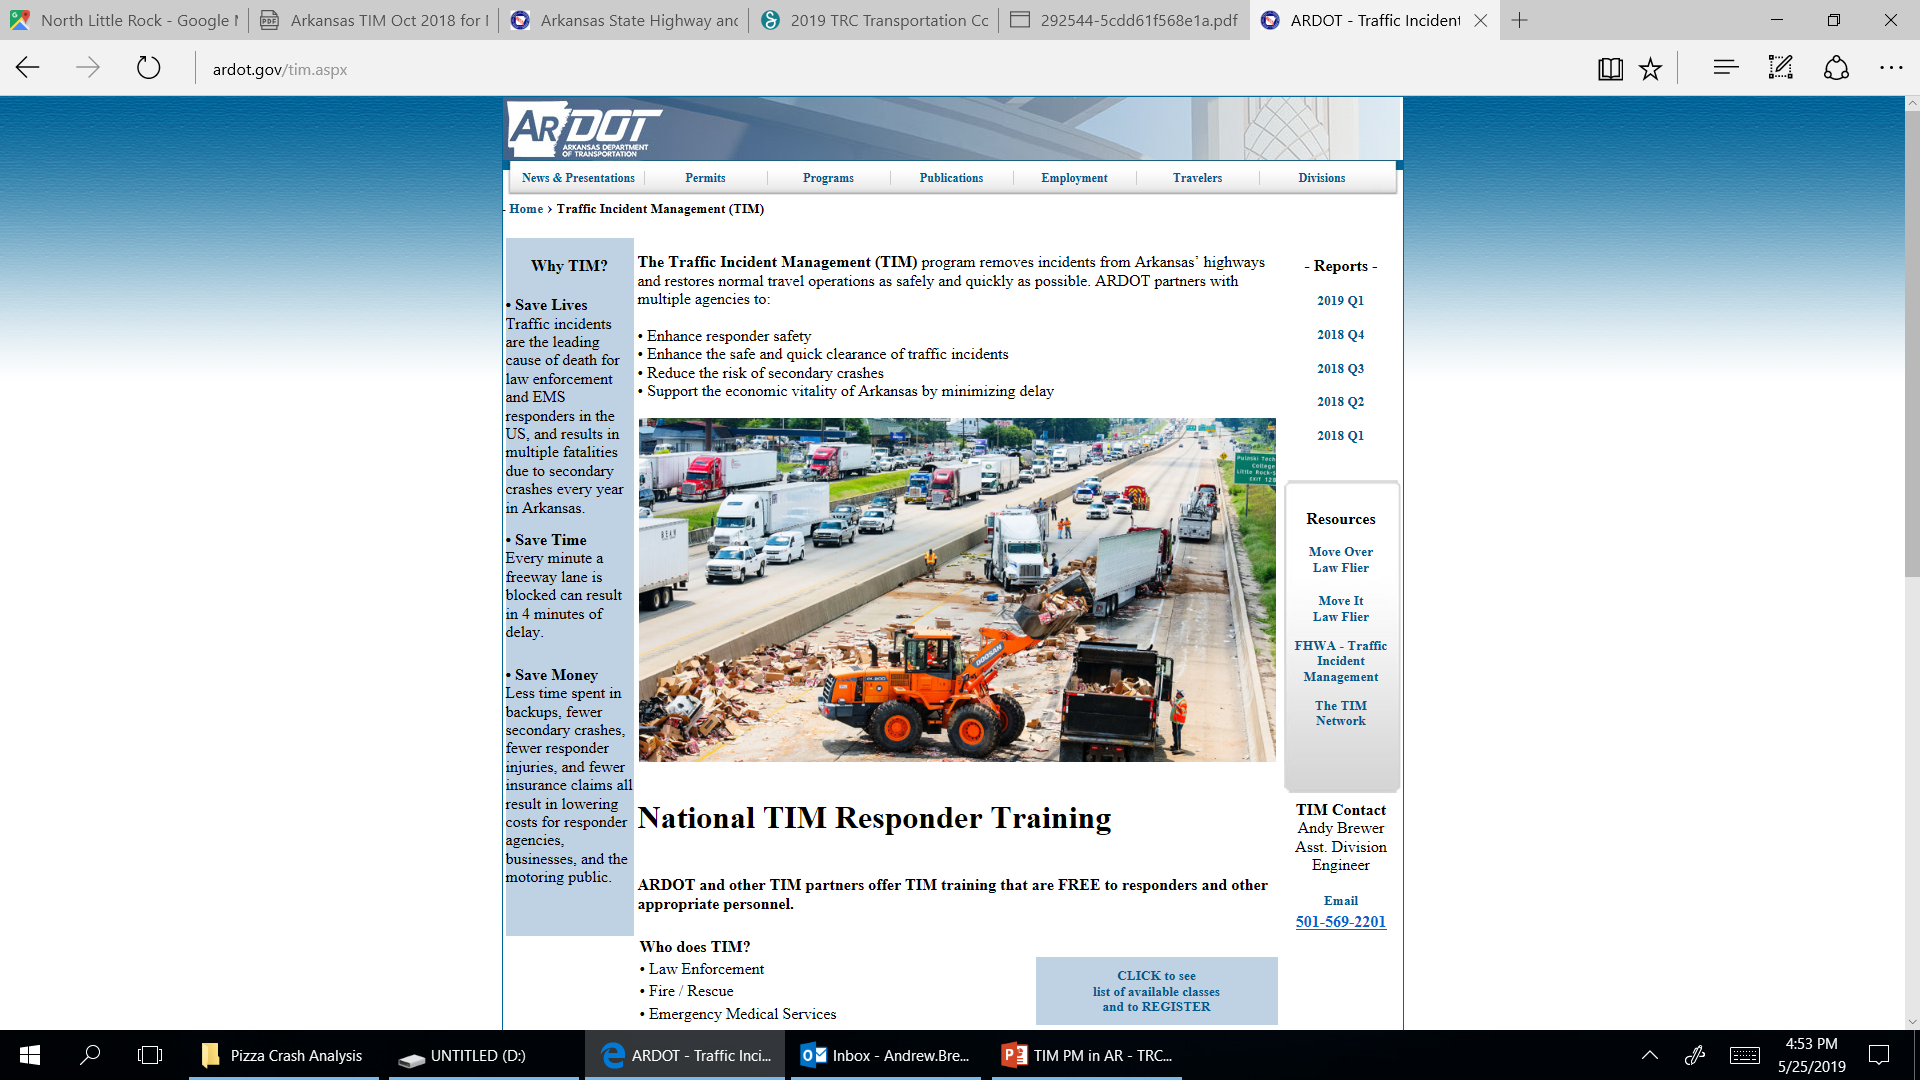 North Little Rock - Google M
Arkansas TIM Oct 2018 for I
Arkansas State Highway and
2019 TRC Transportation Co
292544-5cdd61f568e1a.pdf
ARDOT - Traffic Incident
ardot.gov/tim.aspx
ARDOT
ARKANSAS DEPARTMENT
OF TRANSPORTATION
News & Presentations
Permits
Programs
Publications
Employment
Travelers
Divisions
Home › Traffic Incident Management (TIM)
Why TIM?
• Save Lives
Traffic incidents
are the leading
cause of death for
law enforcement
and EMS
responders in the
US, and results in
multiple fatalities
due to secondary
crashes every year
in Arkansas.
• Save Time
Every minute a
freeway lane is
blocked can result
in 4 minutes of
delay.
• Save Money
Less time spent in
backups, fewer
secondary crashes,
fewer responder
injuries, and fewer
insurance claims all
result in lowering
costs for responder
agencies,
businesses, and the
motoring public.
The Traffic Incident Management (TIM) program removes incidents from Arkansas' highways
and restores normal travel operations as safely and quickly as possible. ARDOT partners with
multiple agencies to:
• Enhance responder safety
• Enhance the safe and quick clearance of traffic incidents
• Reduce the risk of secondary crashes
• Support the economic vitality of Arkansas by minimizing delay
Pulaski Tech
College
Little Rock-S
EXIT 128
DOOSAN
National TIM Responder Training
ARDOT and other TIM partners offer TIM training that are FREE to responders and other
appropriate personnel.
Who does TIM?
• Law Enforcement
• Fire / Rescue
• Emergency Medical Services
CLICK to see
list of available classes
and to REGISTER
- Reports -
2019 Q1
2018 Q4
2018 Q3
2018 Q2
2018 Q1
Resources
Move Over
Law Flier
Move It
Law Flier
FHWA - Traffic
Incident
Management
The TIM
Network
TIM Contact
Andy Brewer
Asst. Division
Engineer
Email
501-569-2201
Pizza Crash Analysis
UNTITLED (D:)
ARDOT - Traffic Inci...
Inbox - Andrew.Bre...
TIM PM in AR - TRC...
4:53 PM
5/25/2019